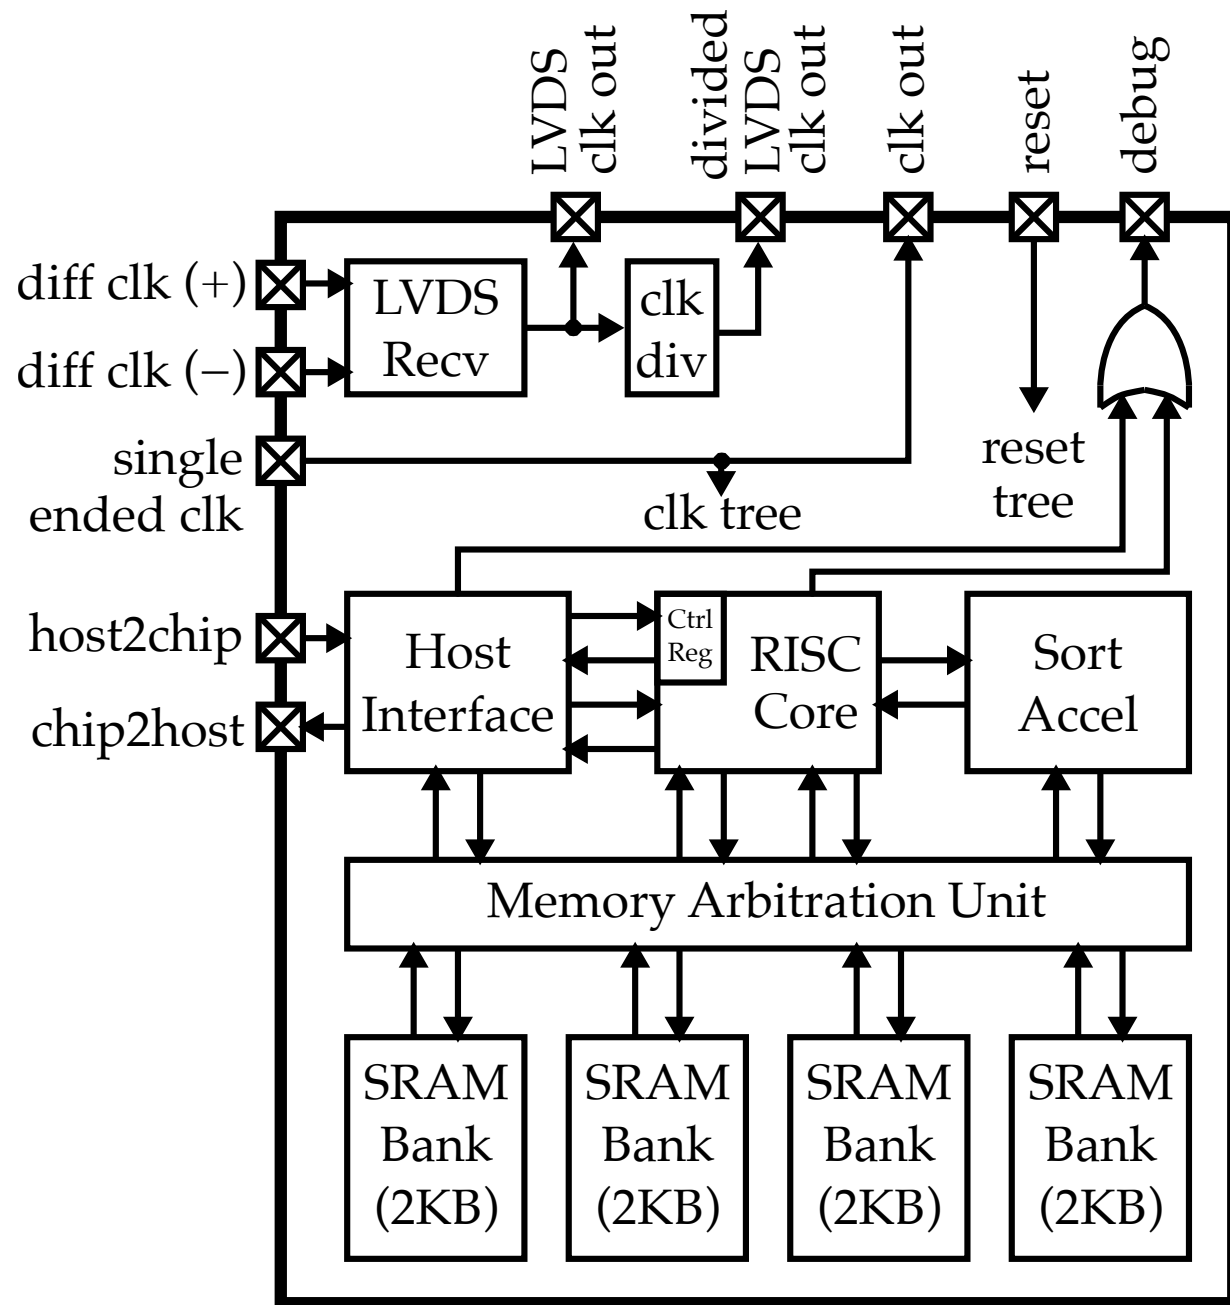 LVDS
clk out
divided
LVDS
clk out
clk out
reset
debug
diff clk (+)
diff clk (−)
single
ended clk
host2chip
chip2host
LVDS
Recv
clk
div
clk tree
reset
tree
Host
Interface
Ctrl
Reg
RISC
Core
Sort
Accel
Memory Arbitration Unit
SRAM
Bank
(2KB)
SRAM
Bank
(2KB)
SRAM
Bank
(2KB)
SRAM
Bank
(2KB)